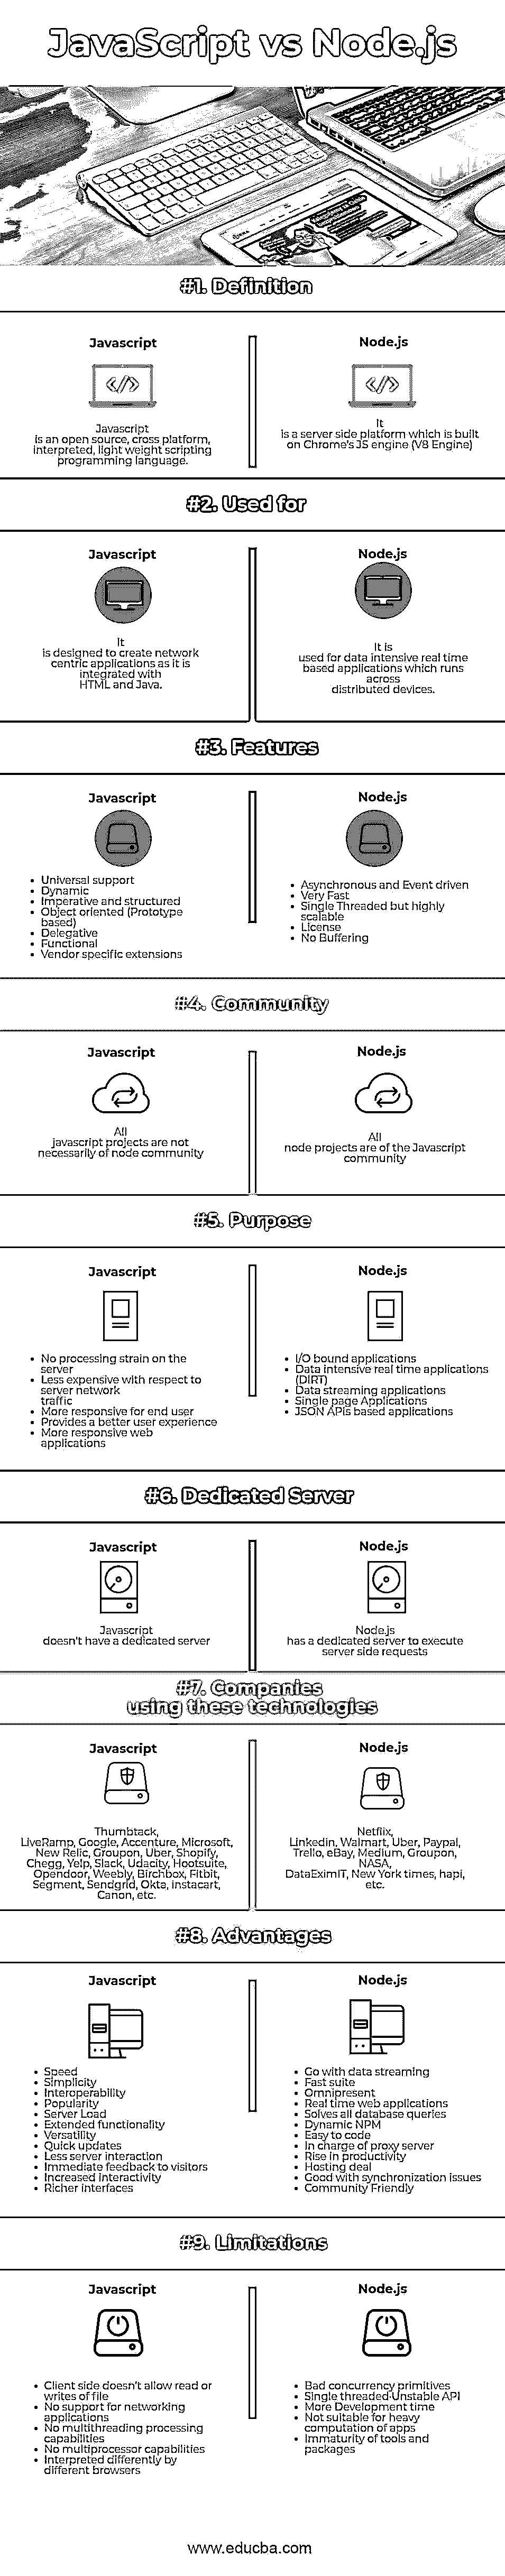 JavaScript vs Node.js
#1. Definition
Javascript
Javascript
is an open source, cross platform,
interpreted, light weight scripting
programming language.
Node.js
It
is a server side platform which is built
on Chrome's JS engine (V8 Engine)
#2. Used for
Javascript
It
is designed to create network
centric applications as it is
integrated with
HTML and Java.
Node.js
It is
used for data intensive real time
based applications which runs
across
distributed devices.
#3. Features
Javascript
• Universal support
• Dynamic
• Imperative and structured
• Object oriented (Prototype
based)
• Delegative
• Functional
• Vendor specific extensions
Node.js
• Asynchronous and Event driven
• Very Fast
• Single Threaded but highly
scalable
• License
• No Buffering
#4. Community
Javascript
All
javascript projects are not
necessarily of node community
Node.js
All
node projects are of the Javascript
community
#5. Purpose
Javascript
• No processing strain on the
server
• Less expensive with respect to
server network
traffic
• More responsive for end user
• Provides a better user experience
• More responsive web
applications
Node.js
• I/O bound applications
• Data intensive real time applications
(DIRT)
• Data streaming applications
• Single page Applications
• JSON APIs based applications
#6. Dedicated Server
Javascript
Javascript
doesn't have a dedicated server
Node.js
Node.js
has a dedicated server to execute
server side requests
#7. Companies
using these technologies
Javascript
Thumbtack,
LiveRamp, Google, Accenture, Microsoft,
New Relic, Groupon, Uber, Shopify,
Chegg, Yelp, Slack, Udacity, Hootsuite,
Opendoor, Weebly, Birchbox, Fitbit,
Segment, Sendgrid, Okta, instacart,
Canon, etc.
Node.js
Netflix,
Linkedin, Walmart, Uber, Paypal,
Trello, eBay, Medium, Groupon,
NASA,
DataEximIT, New York times, hapi,
etc.
#8. Advantages
Javascript
• Speed
• Simplicity
• Interoperability
• Popularity
• Server Load
• Extended functionality
• Versatility
• Quick updates
• Less server interaction
• Immediate feedback to visitors
• Increased interactivity
• Richer interfaces
Node.js
• Go with data streaming
• Fast suite
• Omnipresent
• Real time web applications
• Solves all database queries
• Dynamic NPM
• Easy to code
• In charge of proxy server
• Rise in productivity
• Hosting deal
• Good with synchronization issues
• Community Friendly
#9. Limitations
Javascript
• Client side doesn't allow read or
writes of file
• No support for networking
applications
• No multithreading processing
capabilities
• No multiprocessor capabilities
• Interpreted differently by
different browsers
Node.js
• Bad concurrency primitives
• Single threaded·Unstable API
• More Development time
• Not suitable for heavy
computation of apps
• Immaturity of tools and
packages
www.educba.com